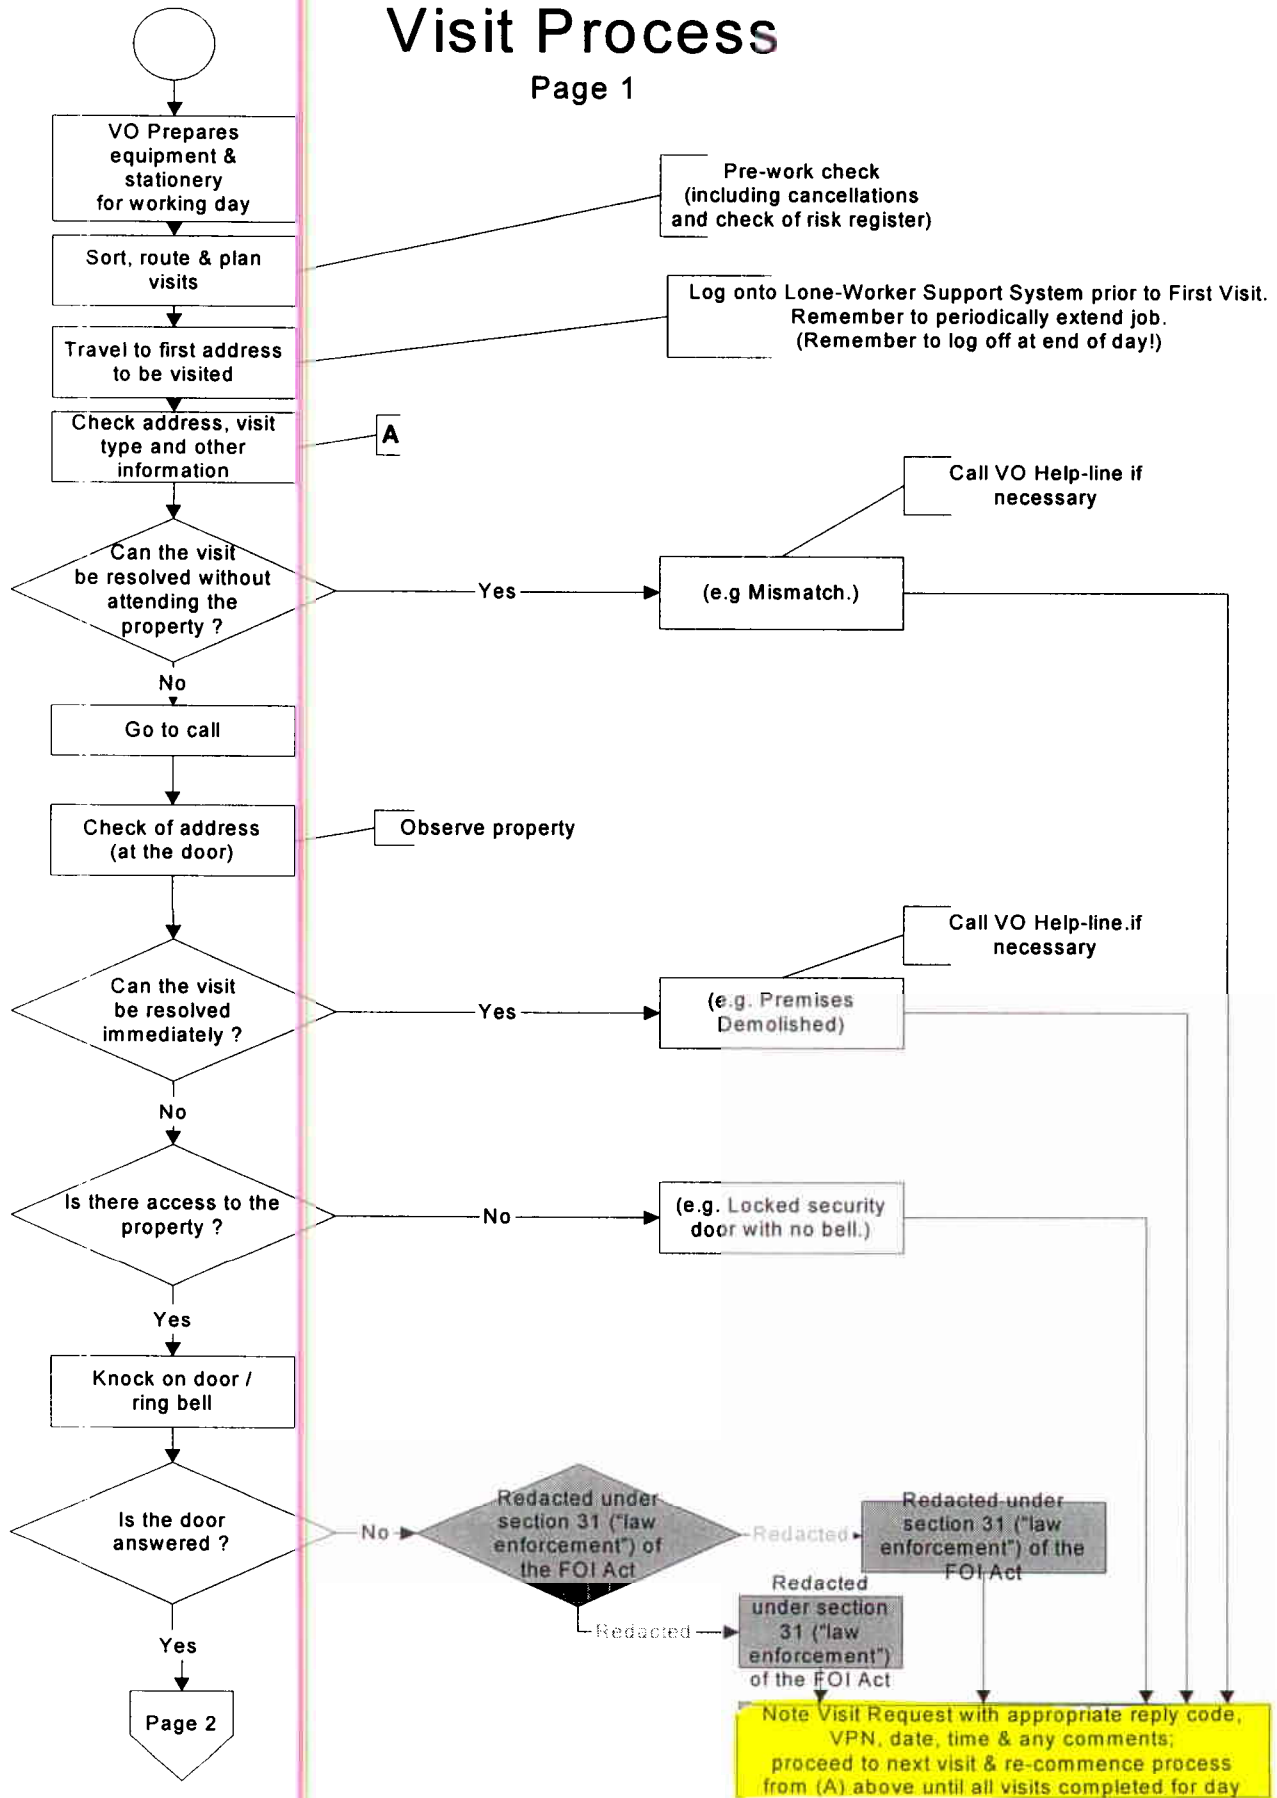 Visit Process
Page 1
VO Prepares
equipment &
stationery
for working day
Pre-work check
(including cancellations
and check of risk register)
Sort, route & plan
visits
Log onto Lone-Worker Support System prior to First Visit.
Remember to periodically extend job.
(Remember to log off at end of day!)
Travel to first address
to be visited
Check address, visit
type and other
information
A
Call VO Help-line if
necessary
Can the visit
be resolved without
attending the
property ?
Yes
(e.g Mismatch.)
No
Go to call
Check of address
(at the door)
Observe property
Call VO Help-line.if
necessary
Can the visit
be resolved
immediately ?
Yes
(e.g. Premises
Demolished)
No
Is there access to the
property ?
No
(e.g. Locked security
door with no bell.)
Yes
Knock on door /
ring bell
Is the door
answered ?
No
Redacted under
section 31 ("law
enforcement") of
the FOI Act
Redacted
Redacted under
section 31 ("law
enforcement") of the
FOI Act
Redacted
Redacted
under section
31 ("law
enforcement")
of the FOI Act
Yes
Page 2
Note Visit Request with appropriate reply code,
VPN, date, time & any comments;
proceed to next visit & re-commence process
from (A) above until all visits completed for day